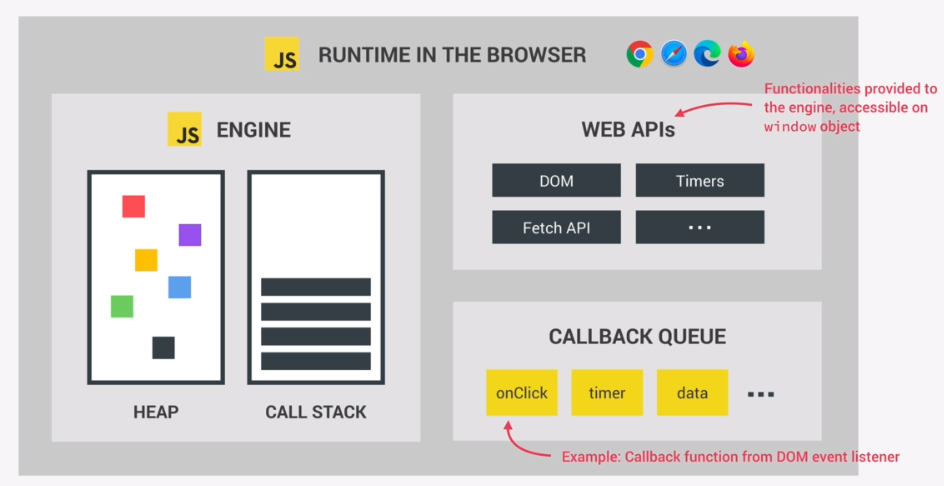 JS RUNTIME IN THE BROWSER
Functionalities provided to
the engine, accessible on
window object
JS ENGINE
WEB APIs
DOM
Timers
Fetch API
...
HEAP
CALL STACK
CALLBACK QUEUE
onClick
timer
data
...
Example: Callback function from DOM event listener